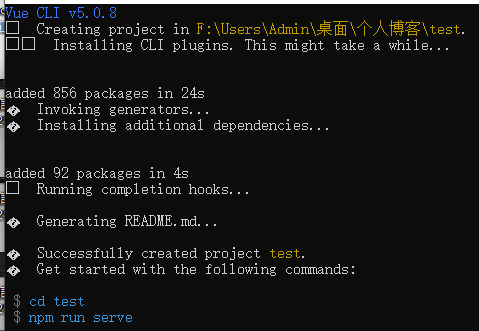 Vue CLI v5.0.8
□ Creating project in F:\Users\Admin\桌面\个人博客\test.
□□ Installing CLI plugins. This might take a while...
added 856 packages in 24s
� Invoking generators...
� Installing additional dependencies...
added 92 packages in 4s
□ Running completion hooks...
� Generating README.md...
� Successfully created project test.
� Get started with the following commands:
$ cd test
$ npm run serve